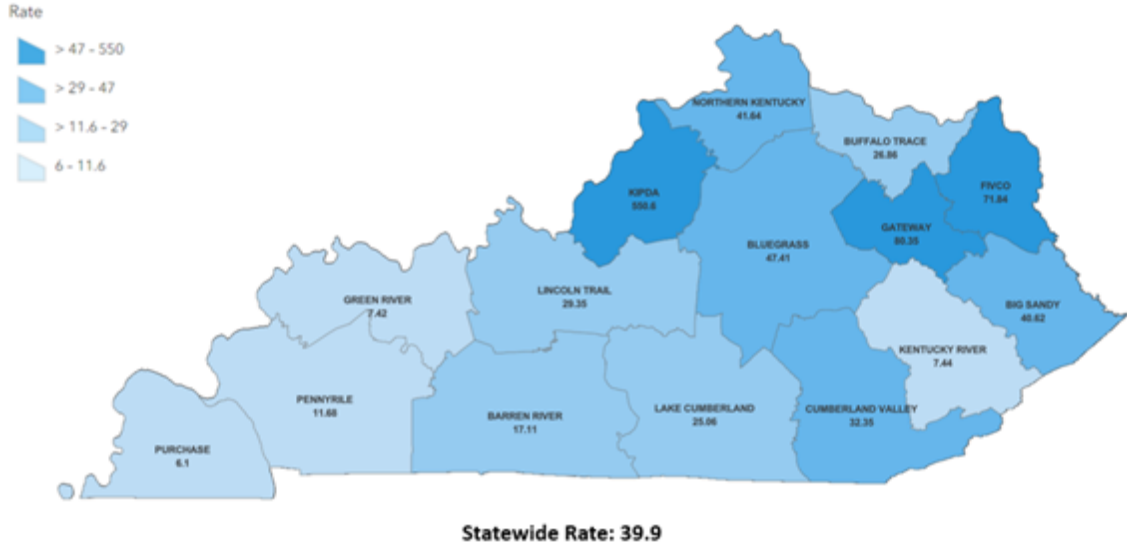 Rate
> 47 - 550
> 29 - 47
> 11.6 - 29
6 - 11.6
NORTHERN KENTUCKY
41.64
BUFFALO TRACE
26.86
KIPDA
550.6
FIVCO
71.84
GATEWAY
80.35
BLUEGRASS
47.41
LINCOLN TRAIL
29.35
GREEN RIVER
7.42
BIG SANDY
40.62
KENTUCKY RIVER
7.44
PENNYRILE
11.68
BARREN RIVER
17.11
LAKE CUMBERLAND
25.06
CUMBERLAND VALLEY
32.35
PURCHASE
6.1
Statewide Rate: 39.9